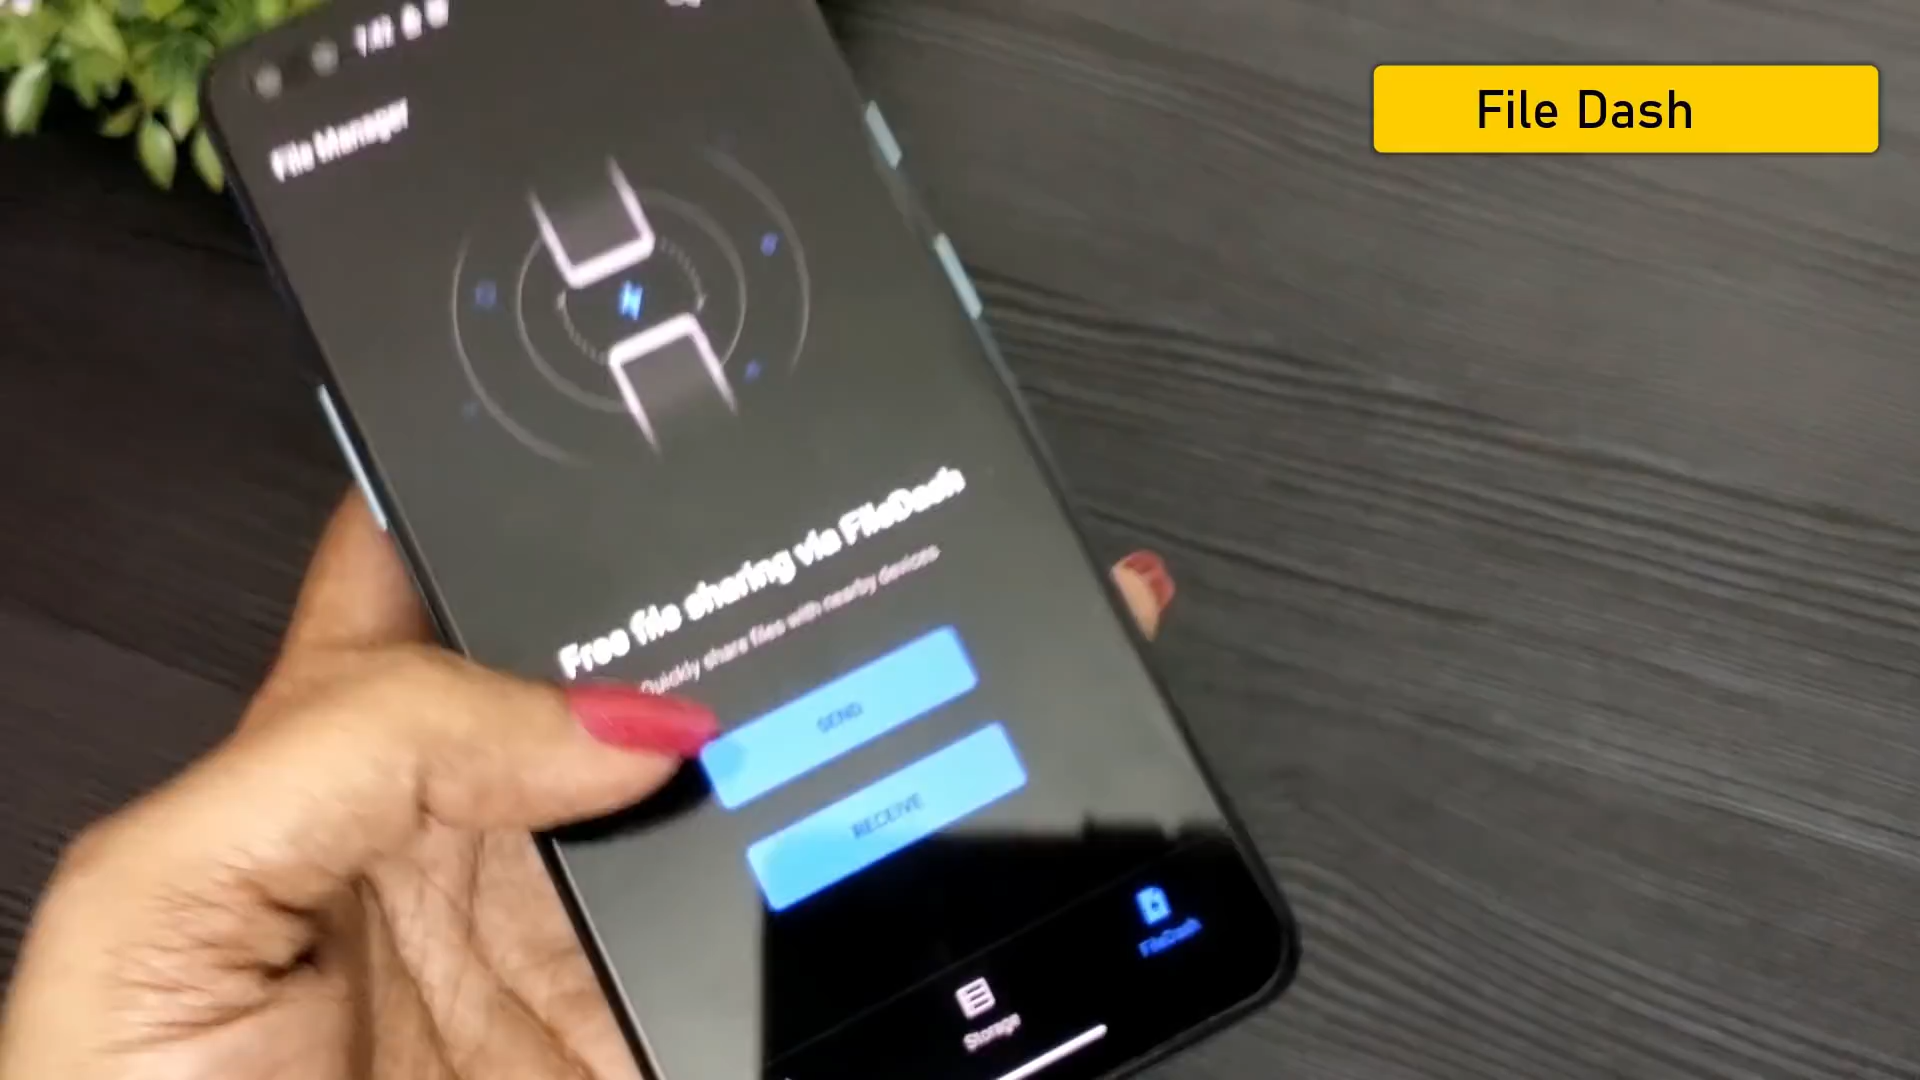 File Dash
File Manager
Free file sharing via FileDash
Quickly share files with nearby devices
SEND
RECEIVE
FileDash
Storage